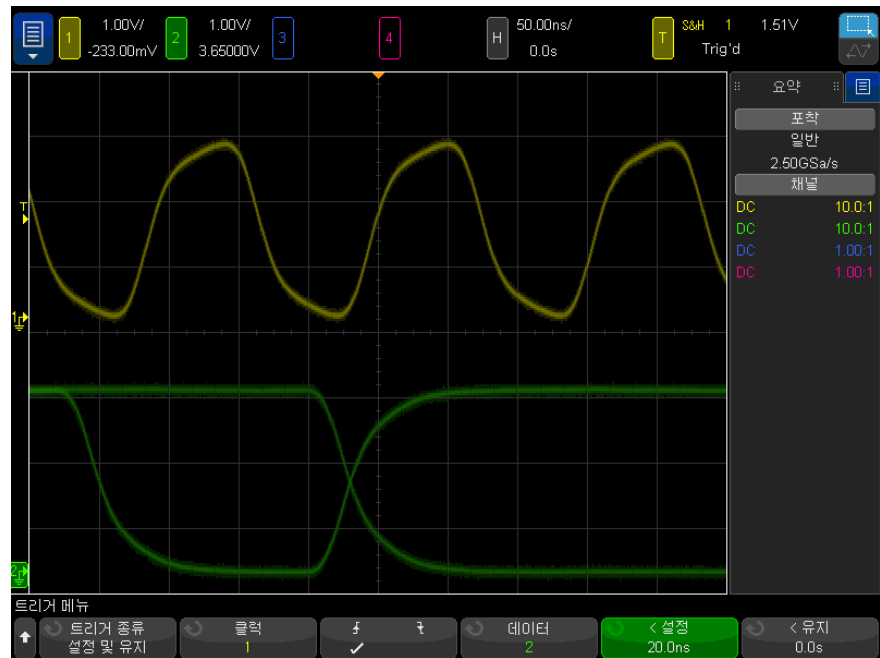 1 1.00V/ 2 1.00V/ 3 4 H 50.00ns/ T S&H 1 1.51V
-233.00mV 3.65000V 0.0s Trig'd
요약
포착
일반
2.50GSa/s
채널
DC 10.0:1
DC 10.0:1
DC 1.00:1
DC 1.00:1
T
1
2
트리거 메뉴
트리거 종류 클럭 데이터 < 설정 < 유지
설정 및 유지 1 2 20.0ns 0.0s